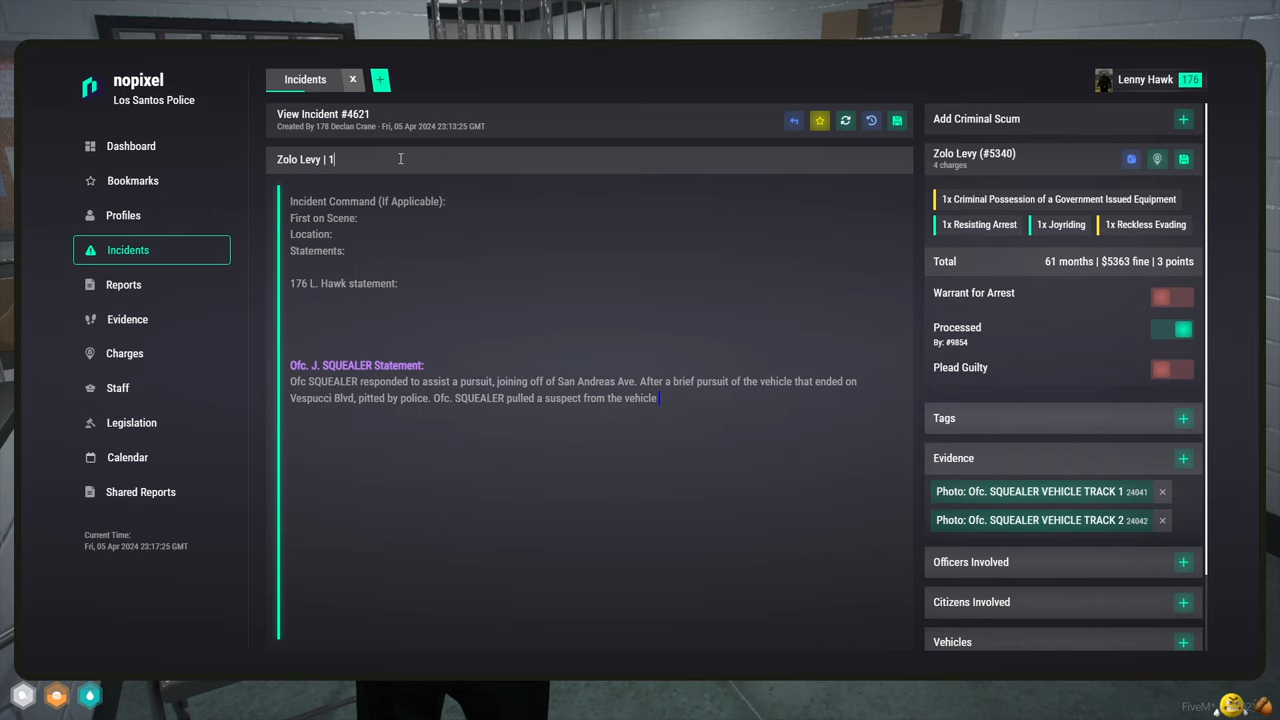 nopixel
Los Santos Police
Incidents
x
+
Lenny Hawk 176
Dashboard
Bookmarks
Profiles
Incidents
Reports
Evidence
Charges
Staff
Legislation
Calendar
Shared Reports
Current Time:
Fri, 05 Apr 2024 23:17:25 GMT
View Incident #4621
Created By 178 Declan Crane · Fri, 05 Apr 2024 23:13:25 GMT
Zolo Levy | 1
Incident Command (If Applicable):
First on Scene:
Location:
Statements:
176 L. Hawk statement:
Ofc. J. SQUEALER Statement:
Ofc SQUEALER responded to assist a pursuit, joining off of San Andreas Ave. After a brief pursuit of the vehicle that ended on
Vespucci Blvd, pitted by police. Ofc. SQUEALER pulled a suspect from the vehicle
Add Criminal Scum +
Zolo Levy (#5340)
4 charges
1x Criminal Possession of a Government Issued Equipment
1x Resisting Arrest 1x Joyriding 1x Reckless Evading
Total 61 months | $5363 fine | 3 points
Warrant for Arrest
Processed
By: #9854
Plead Guilty
Tags +
Evidence +
Photo: Ofc. SQUEALER VEHICLE TRACK 1 24041 ×
Photo: Ofc. SQUEALER VEHICLE TRACK 2 24042 ×
Officers Involved +
Citizens Involved +
Vehicles +